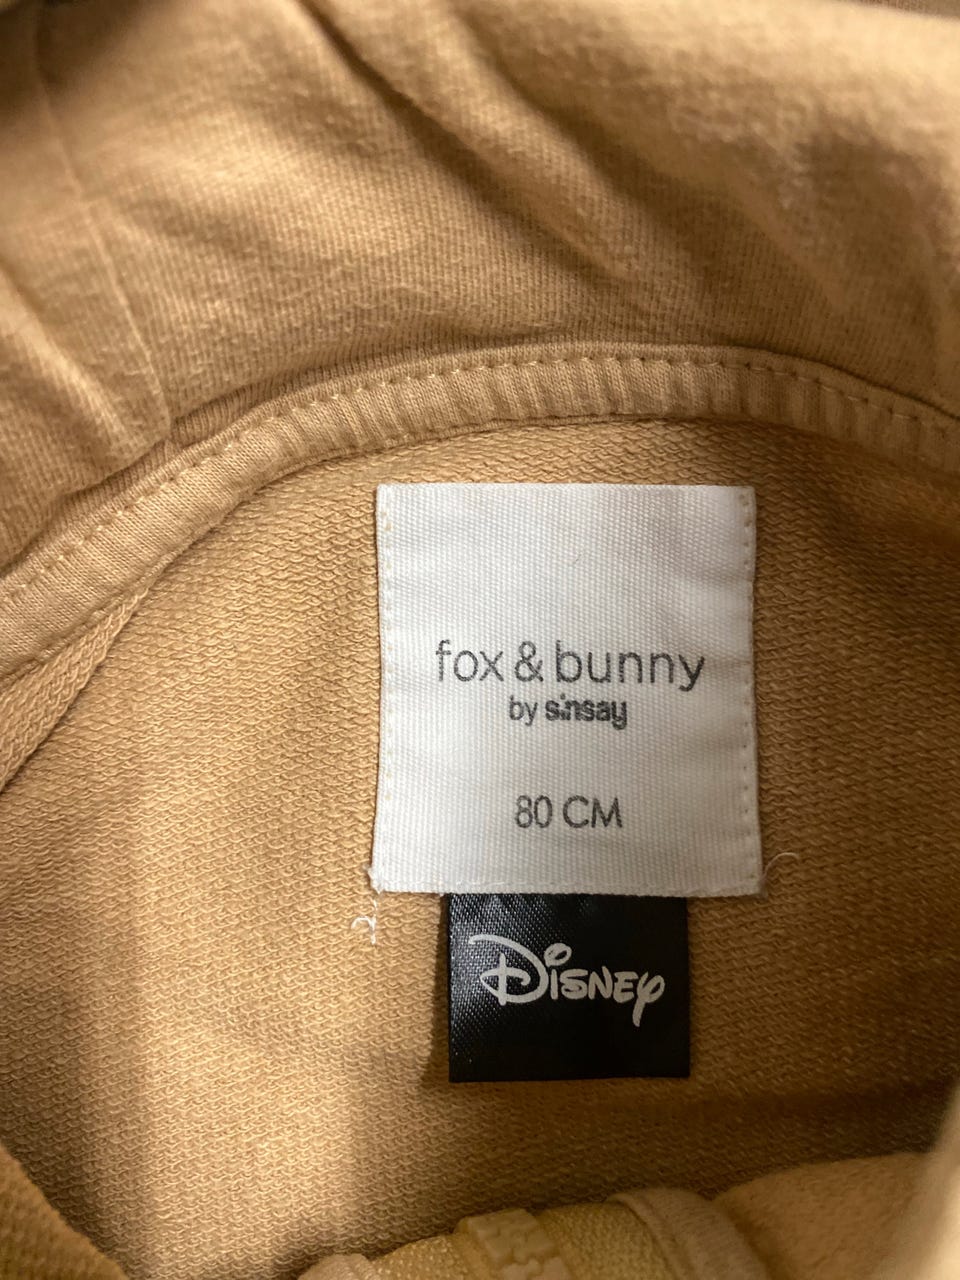 fox & bunny
by sinsay
80 CM
Disney